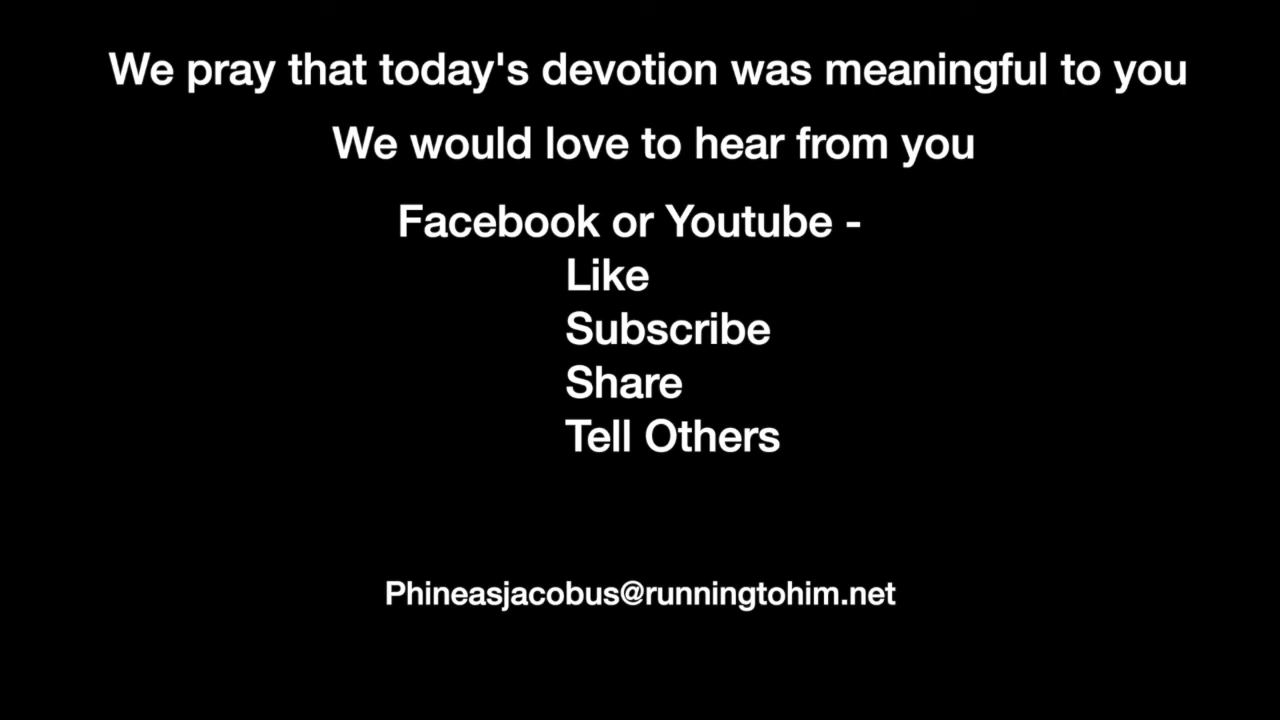 We pray that today's devotion was meaningful to you
We would love to hear from you
Facebook or Youtube -
Like
Subscribe
Share
Tell Others
Phineasjacobus@runningtohim.net